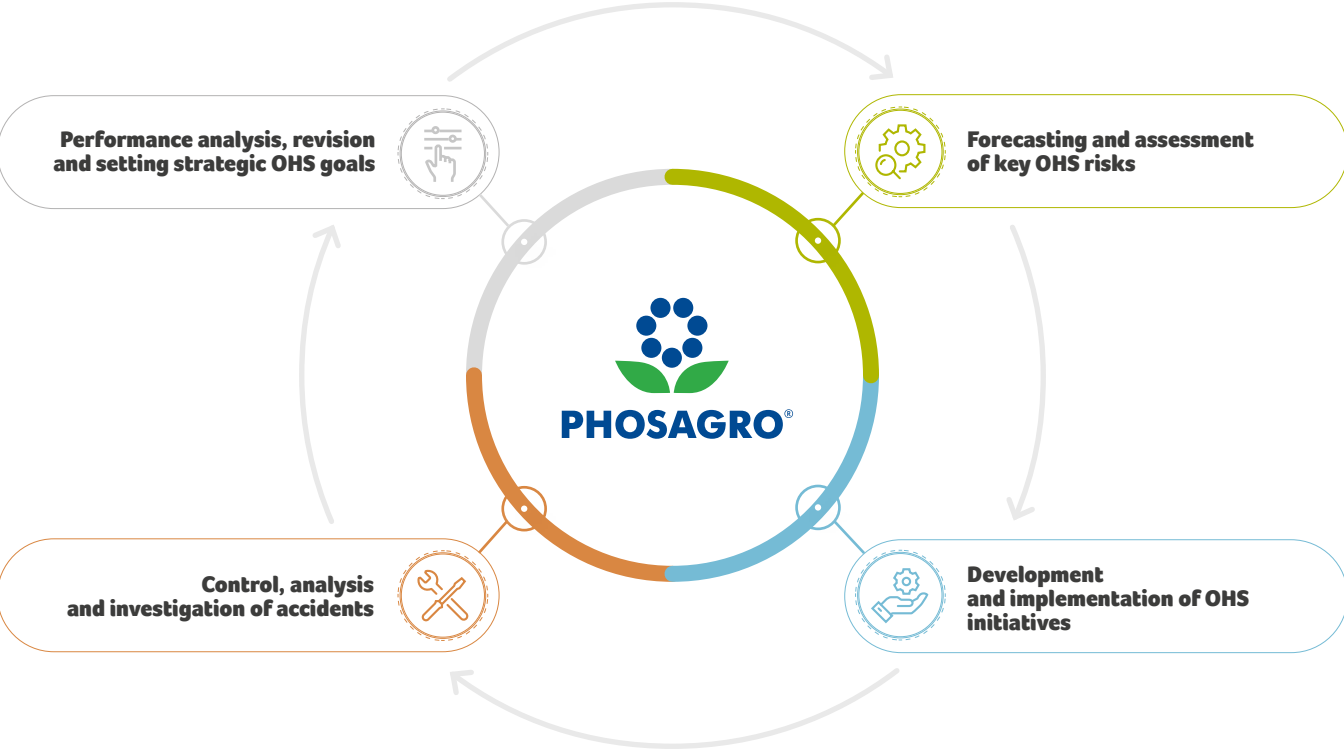 Performance analysis, revision
and setting strategic OHS goals
Forecasting and assessment
of key OHS risks
PHOSAGRO®
Control, analysis
and investigation of accidents
Development
and implementation of OHS
initiatives